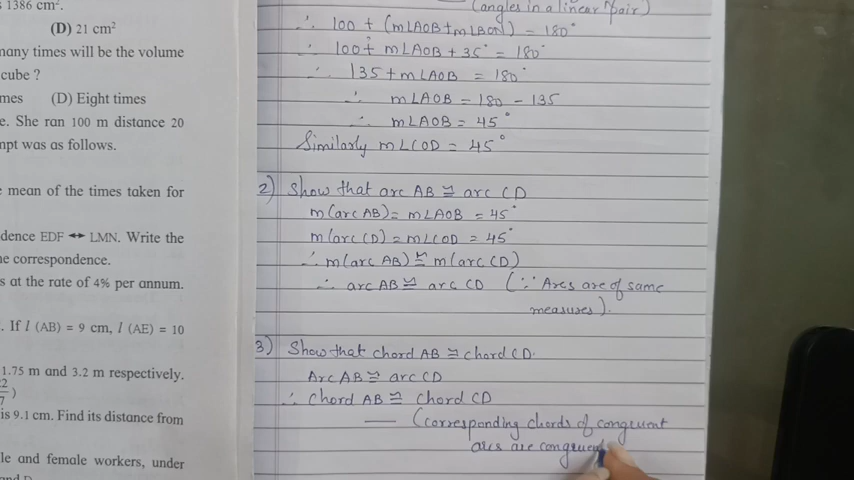 1386 cm².
(D) 21 cm²
many times will be the volume
cube ?
mes (D) Eight times
e. She ran 100 m distance 20
mpt was as follows.
e mean of the times taken for
dence EDF ↔ LMN. Write the
ne correspondence.
s at the rate of 4% per annum.
. If l (AB) = 9 cm, l (AE) = 10
1.75 m and 3.2 m respectively.
22
7 )
is 9.1 cm. Find its distance from
le and female workers, under
(angles in a linear pair)
∴ 100 + (m∠AOB + m∠BOX) = 180°
∴ 100 + m∠AOB + 35° = 180°
∴ 135 + m∠AOB = 180°
∴ m∠AOB = 180 - 135
∴ m∠AOB = 45°
Similarly m∠COD = 45°
2) Show that arc AB ≅ arc CD
m(arc AB) = m∠AOB = 45°
m(arc CD) = m∠COD = 45°
∴ m(arc AB) ≅ m(arc CD)
∴ arc AB ≅ arc CD (∵ Arcs are of same
measures).
3) Show that chord AB ≅ chord CD.
Arc AB ≅ arc CD
∴ Chord AB ≅ Chord CD
— (corresponding chords of congruent
arcs are congruent